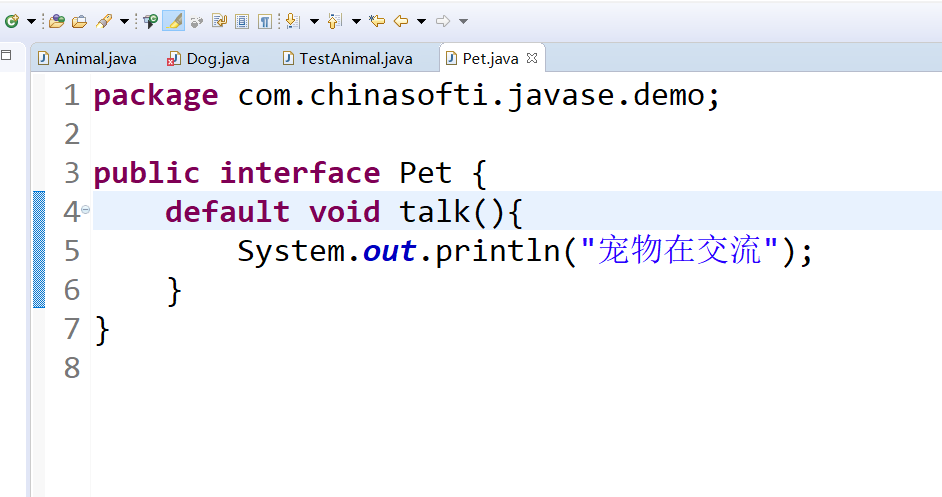 Animal.java Dog.java TestAnimal.java Pet.java
1 package com.chinasofti.javase.demo;
2
3 public interface Pet {
4 default void talk(){
5 System.out.println("宠物在交流");
6 }
7 }
8